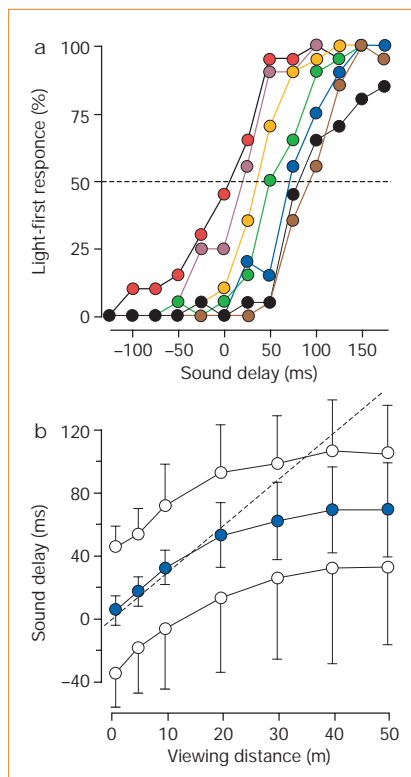 a
100
75
50
25
0
Light-first responce (%)
–100 –50 0 50 100 150
Sound delay (ms)
b
120
80
40
0
–40
Sound delay (ms)
0 10 20 30 40 50
Viewing distance (m)